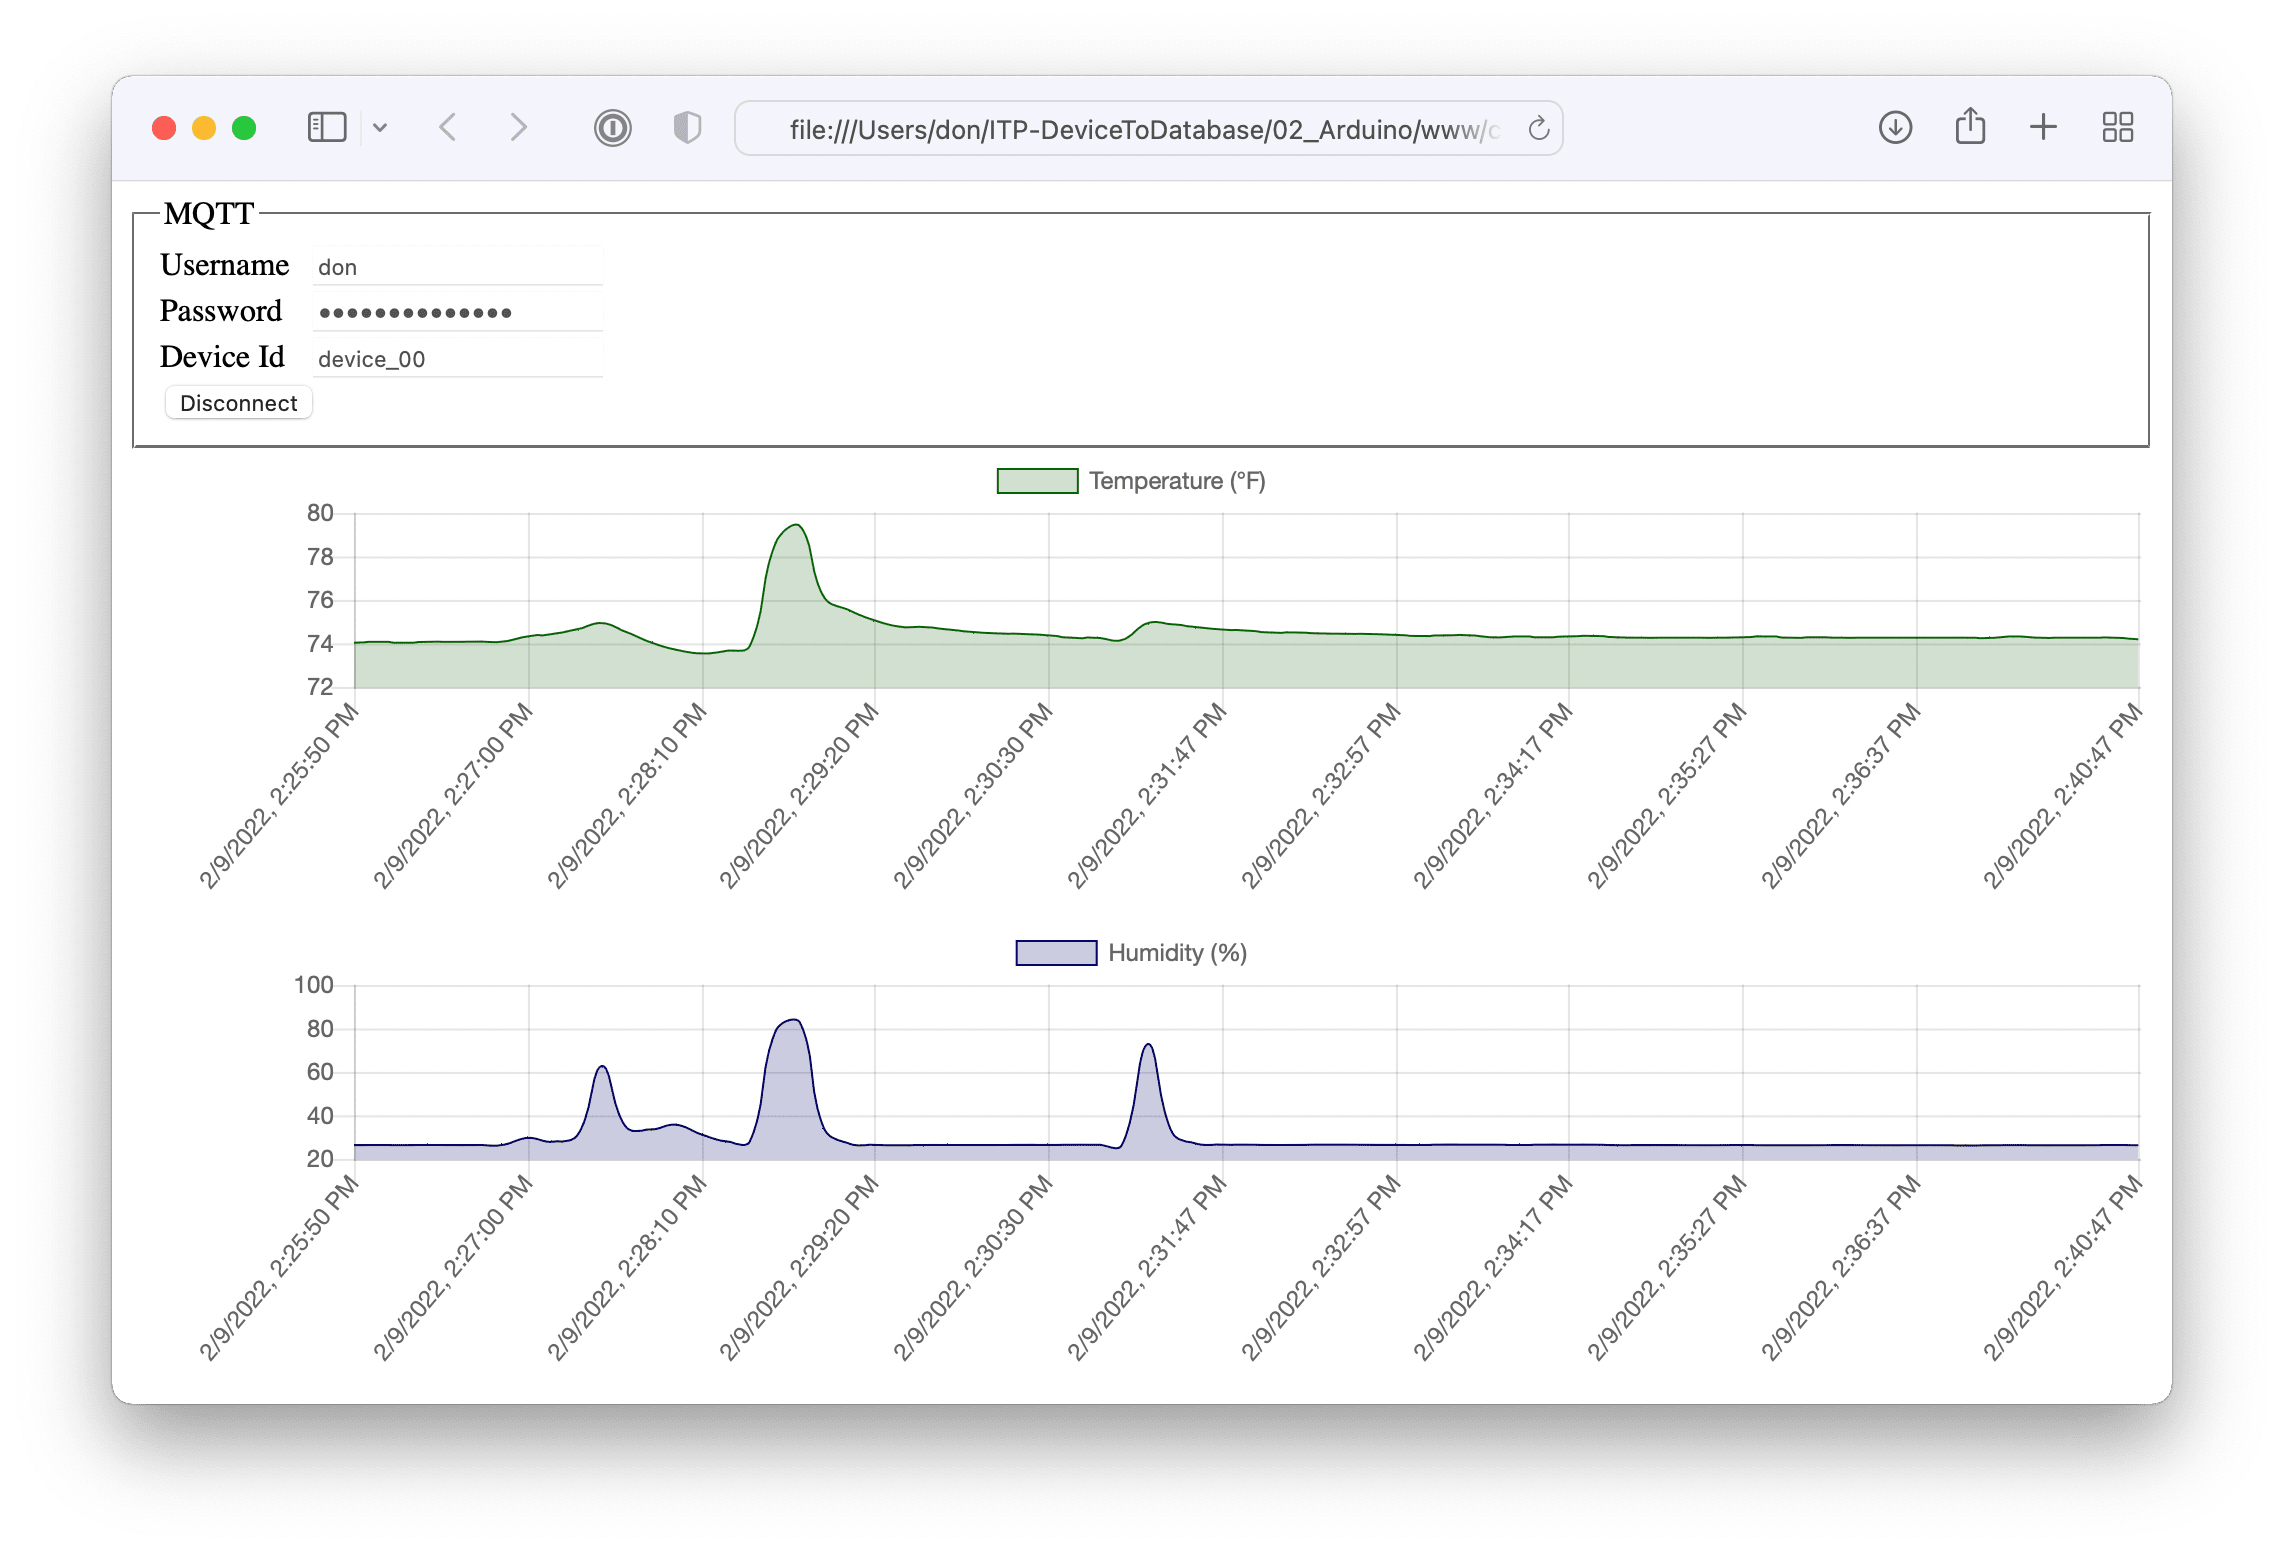 file:///Users/don/ITP-DeviceToDatabase/02_Arduino/www/c
MQTT
Username don
Password ••••••••••••••
Device Id device_00
Disconnect
Temperature (°F)
80
78
76
74
72
2/9/2022, 2:25:50 PM
2/9/2022, 2:27:00 PM
2/9/2022, 2:28:10 PM
2/9/2022, 2:29:20 PM
2/9/2022, 2:30:30 PM
2/9/2022, 2:31:47 PM
2/9/2022, 2:32:57 PM
2/9/2022, 2:34:17 PM
2/9/2022, 2:35:27 PM
2/9/2022, 2:36:37 PM
2/9/2022, 2:40:47 PM
Humidity (%)
100
80
60
40
20
2/9/2022, 2:25:50 PM
2/9/2022, 2:27:00 PM
2/9/2022, 2:28:10 PM
2/9/2022, 2:29:20 PM
2/9/2022, 2:30:30 PM
2/9/2022, 2:31:47 PM
2/9/2022, 2:32:57 PM
2/9/2022, 2:34:17 PM
2/9/2022, 2:35:27 PM
2/9/2022, 2:36:37 PM
2/9/2022, 2:40:47 PM